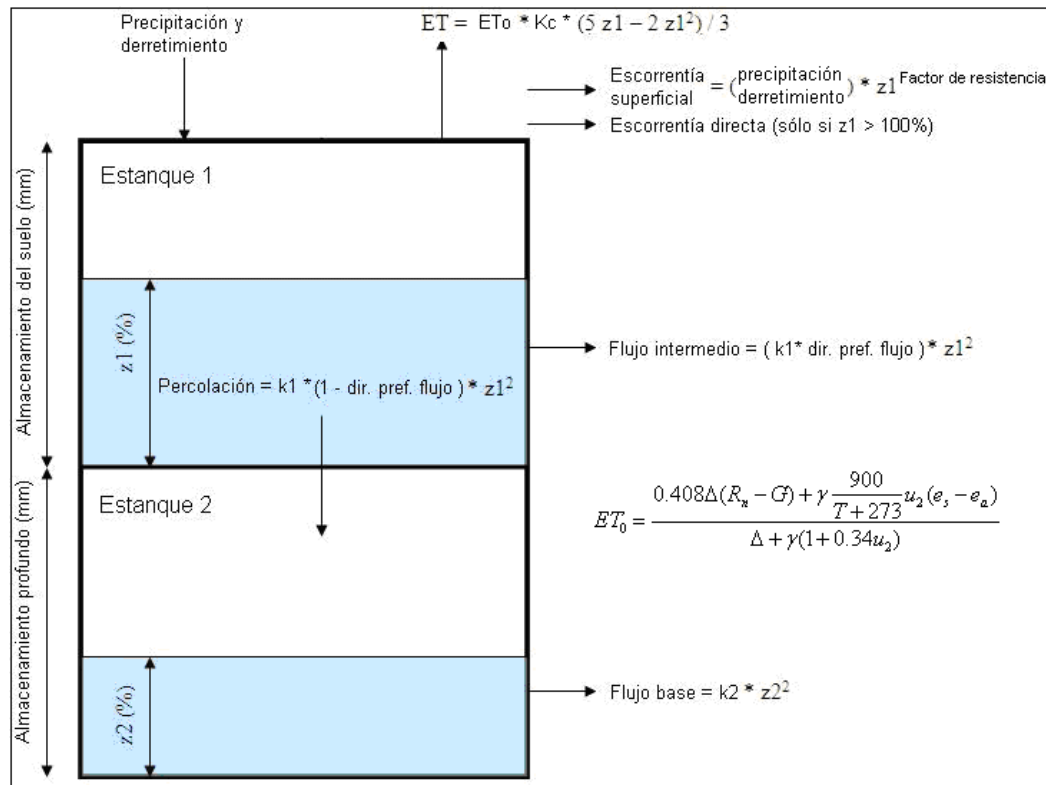 Precipitación y
derretimiento
ET = ETo * Kc * (5 z1 – 2 z1²) / 3
Escorrentía superficial = (precipitación derretimiento) * z1^Factor de resistencia
Escorrentía directa (sólo si z1 > 100%)
Estanque 1
Almacenamiento del suelo (mm)
z1 (%)
Flujo intermedio = ( k1* dir. pref. flujo ) * z1²
Percolación = k1 * (1 - dir. pref. flujo ) * z1²
Estanque 2
Almacenamiento profundo (mm)
ET₀ = (0.408Δ(Rₙ − G) + γ (900 / (T + 273)) u₂(eₛ − eₐ)) / (Δ + γ(1 + 0.34u₂))
z2 (%)
Flujo base = k2 * z2²